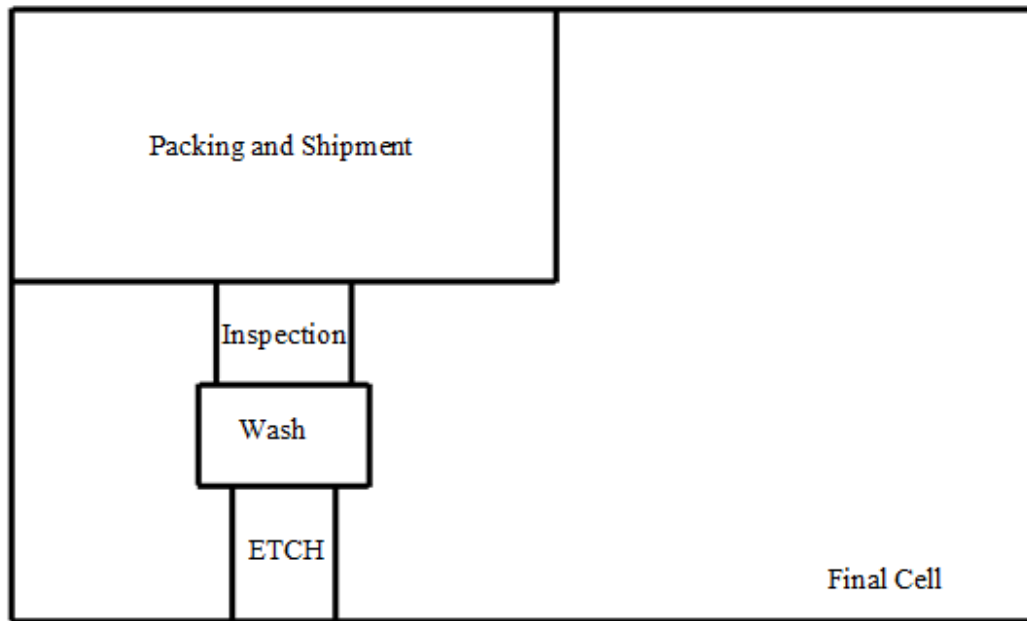 Packing and Shipment
Inspection
Wash
ETCH
Final Cell